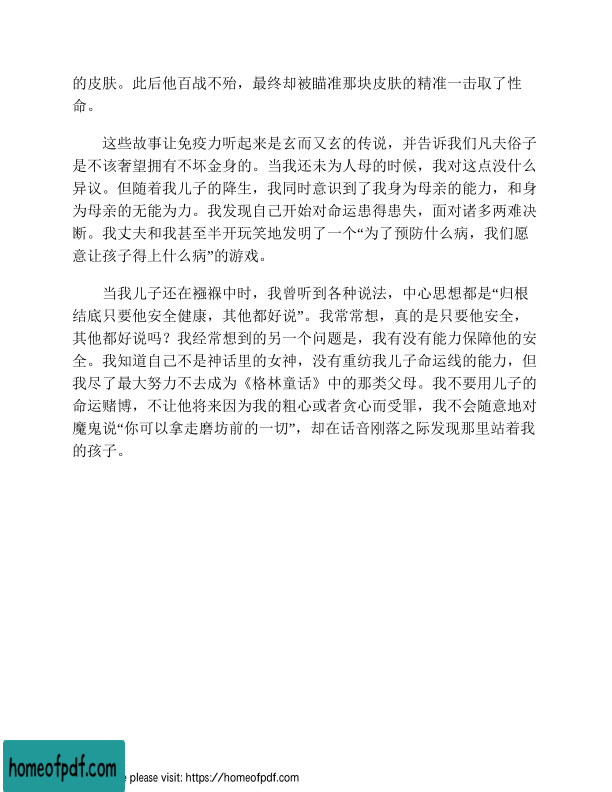 的皮肤。此后他百战不殆，最终却被瞄准那块皮肤的精准一击取了性
命。
这些故事让免疫力听起来是玄而又玄的传说，并告诉我们凡夫俗子
是不该奢望拥有不坏金身的。当我还未为人母的时候，我对这点没什么
异议。但随着我儿子的降生，我同时意识到了我身为母亲的能力，和身
为母亲的无能为力。我发现自己开始对命运患得患失，面对诸多两难决
断。我丈夫和我甚至半开玩笑地发明了一个“为了预防什么病，我们愿
意让孩子得上什么病”的游戏。
当我儿子还在襁褓中时，我曾听到各种说法，中心思想都是“归根
结底只要他安全健康，其他都好说”。我常常想，真的是只要他安全，
其他都好说吗？我经常想到的另一个问题是，我有没有能力保障他的安
全。我知道自己不是神话里的女神，没有重纺我儿子命运线的能力，但
我尽了最大努力不去成为《格林童话》中的那类父母。我不要用儿子的
命运赌博，不让他将来因为我的粗心或者贪心而受罪，我不会随意地对
魔鬼说“你可以拿走磨坊前的一切”，却在话音刚落之际发现那里站着我
的孩子。
homeofpdf.com
e please visit: https://homeofpdf.com